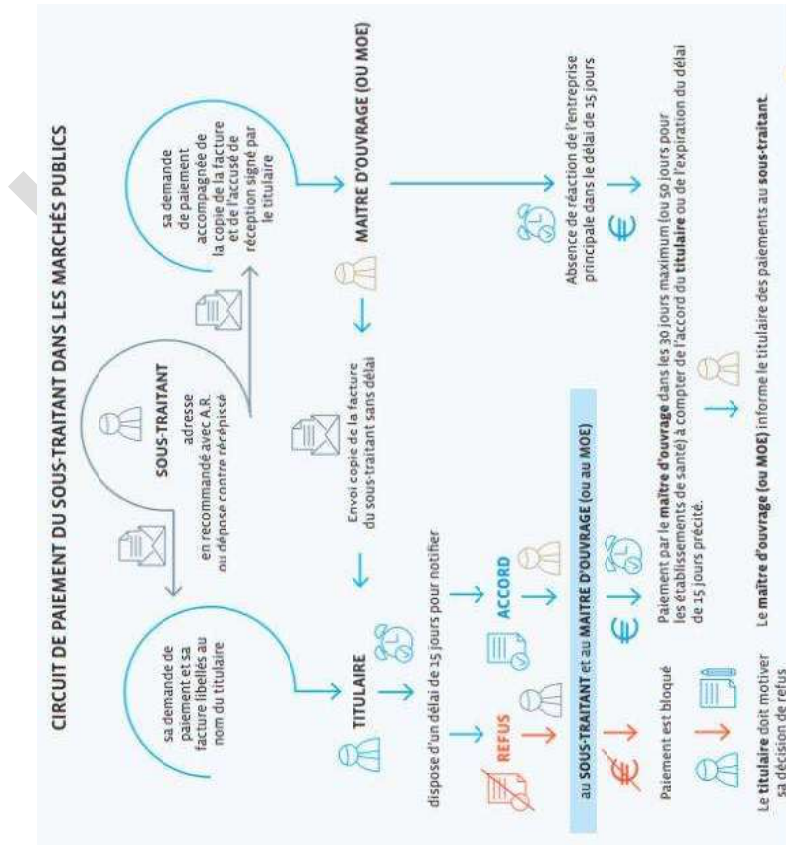 CIRCUIT DE PAIEMENT DU SOUS-TRAITANT DANS LES MARCHÉS PUBLICS
SOUS-TRAITANT
adresse
en recommandé avec A.R.
ou dépose contre récépissé
sa demande de
paiement et sa
facture libellés au
nom du titulaire
sa demande
de paiement
accompagnée de
la copie de la facture
et de l'accusé de
réception signé par
le titulaire
TITULAIRE
Envoi copie de la facture
du sous-traitant sans délai
MAITRE D'OUVRAGE (OU MOE)
dispose d'un délai de 15 jours pour notifier
REFUS
ACCORD
au SOUS-TRAITANT et au MAITRE D'OUVRAGE (ou au MOE)
Absence de réaction de l'entreprise
principale dans le délai de 15 jours
Paiement est bloqué
Paiement par le maître d'ouvrage dans les 30 jours maximum (ou 50 jours pour
les établissements de santé) à compter de l'accord du titulaire ou de l'expiration du délai
de 15 jours précité.
Le titulaire doit motiver
sa décision de refus
Le maître d'ouvrage (ou MOE) informe le titulaire des paiements au sous-traitant.